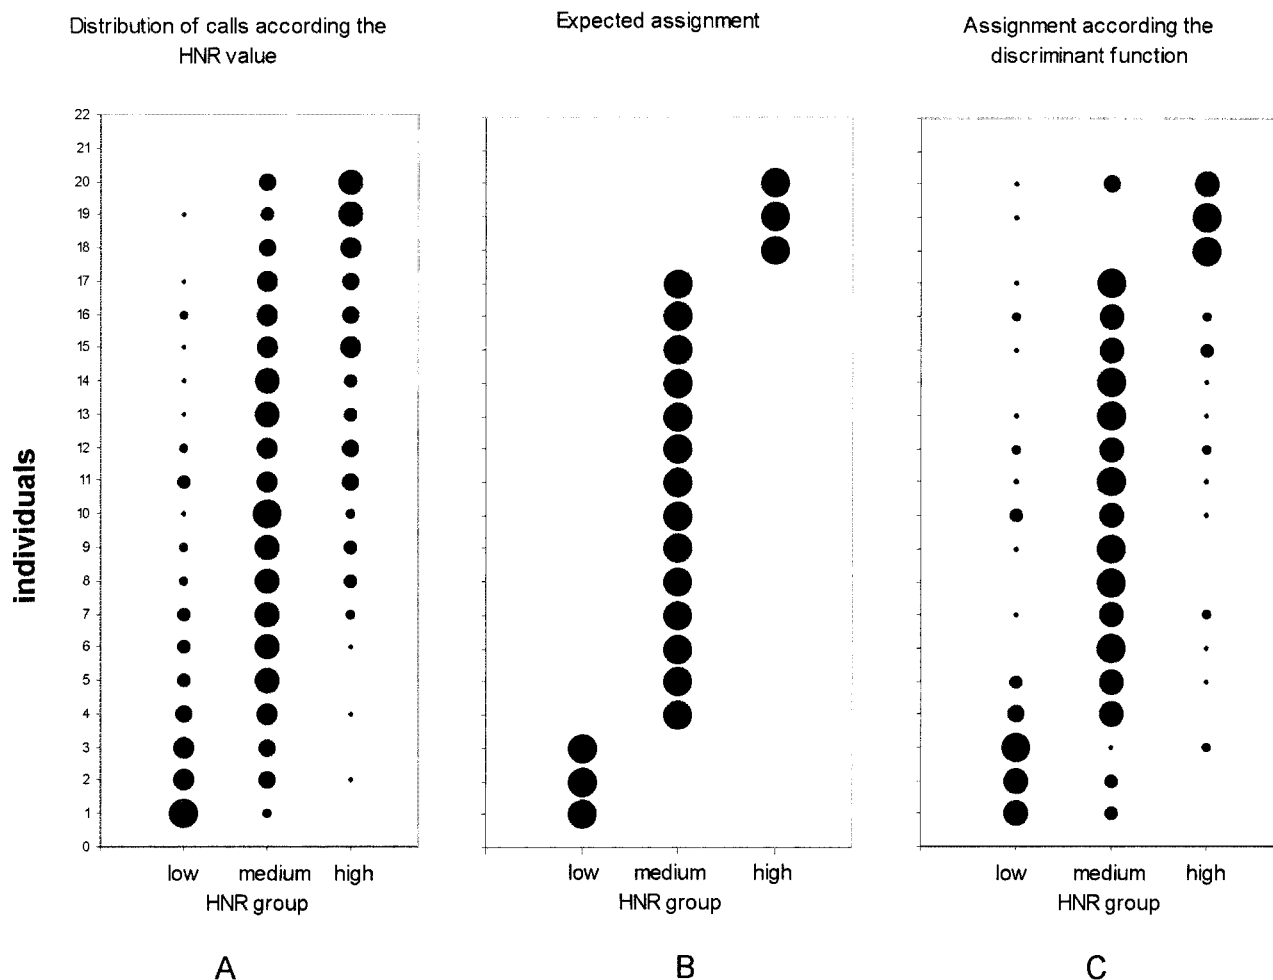 Distribution of calls according the
HNR value
Expected assignment
Assignment according the
discriminant function
individuals
22
21
20
19
18
17
16
15
14
13
12
11
10
9
8
7
6
5
4
3
2
1
0
low medium high
HNR group
low medium high
HNR group
low medium high
HNR group
A
B
C